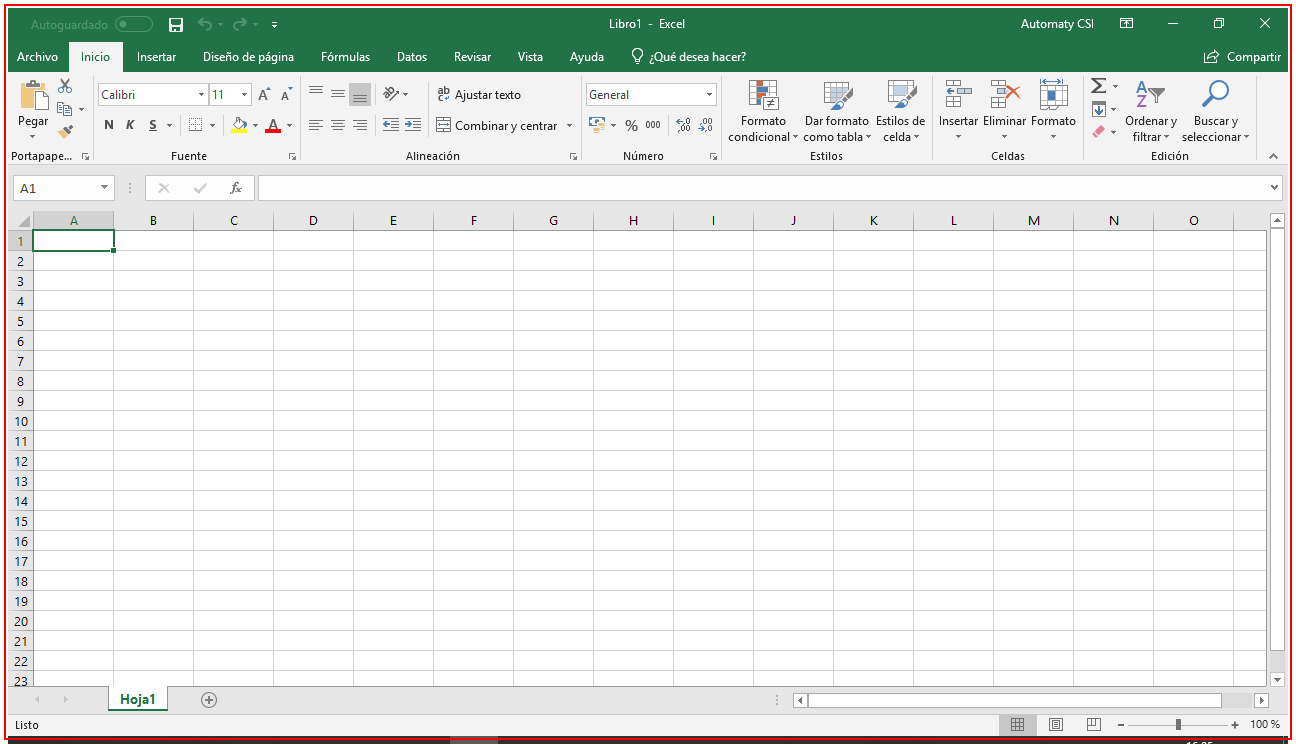 Autoguardado
Libro1 - Excel
Automaty CSI
Archivo Inicio Insertar Diseño de página Fórmulas Datos Revisar Vista Ayuda ¿Qué desea hacer? Compartir
Pegar
Calibri 11
N K S
ab c Ajustar texto
Combinar y centrar
General
% 000
Formato condicional
Dar formato como tabla
Estilos de celda
Insertar Eliminar Formato
Ordenar y filtrar
Buscar y seleccionar
Portapape... Fuente Alineación Número Estilos Celdas Edición
A1 fx
A B C D E F G H I J K L M N O
1
2
3
4
5
6
7
8
9
10
11
12
13
14
15
16
17
18
19
20
21
22
23
Hoja1
Listo 100 %